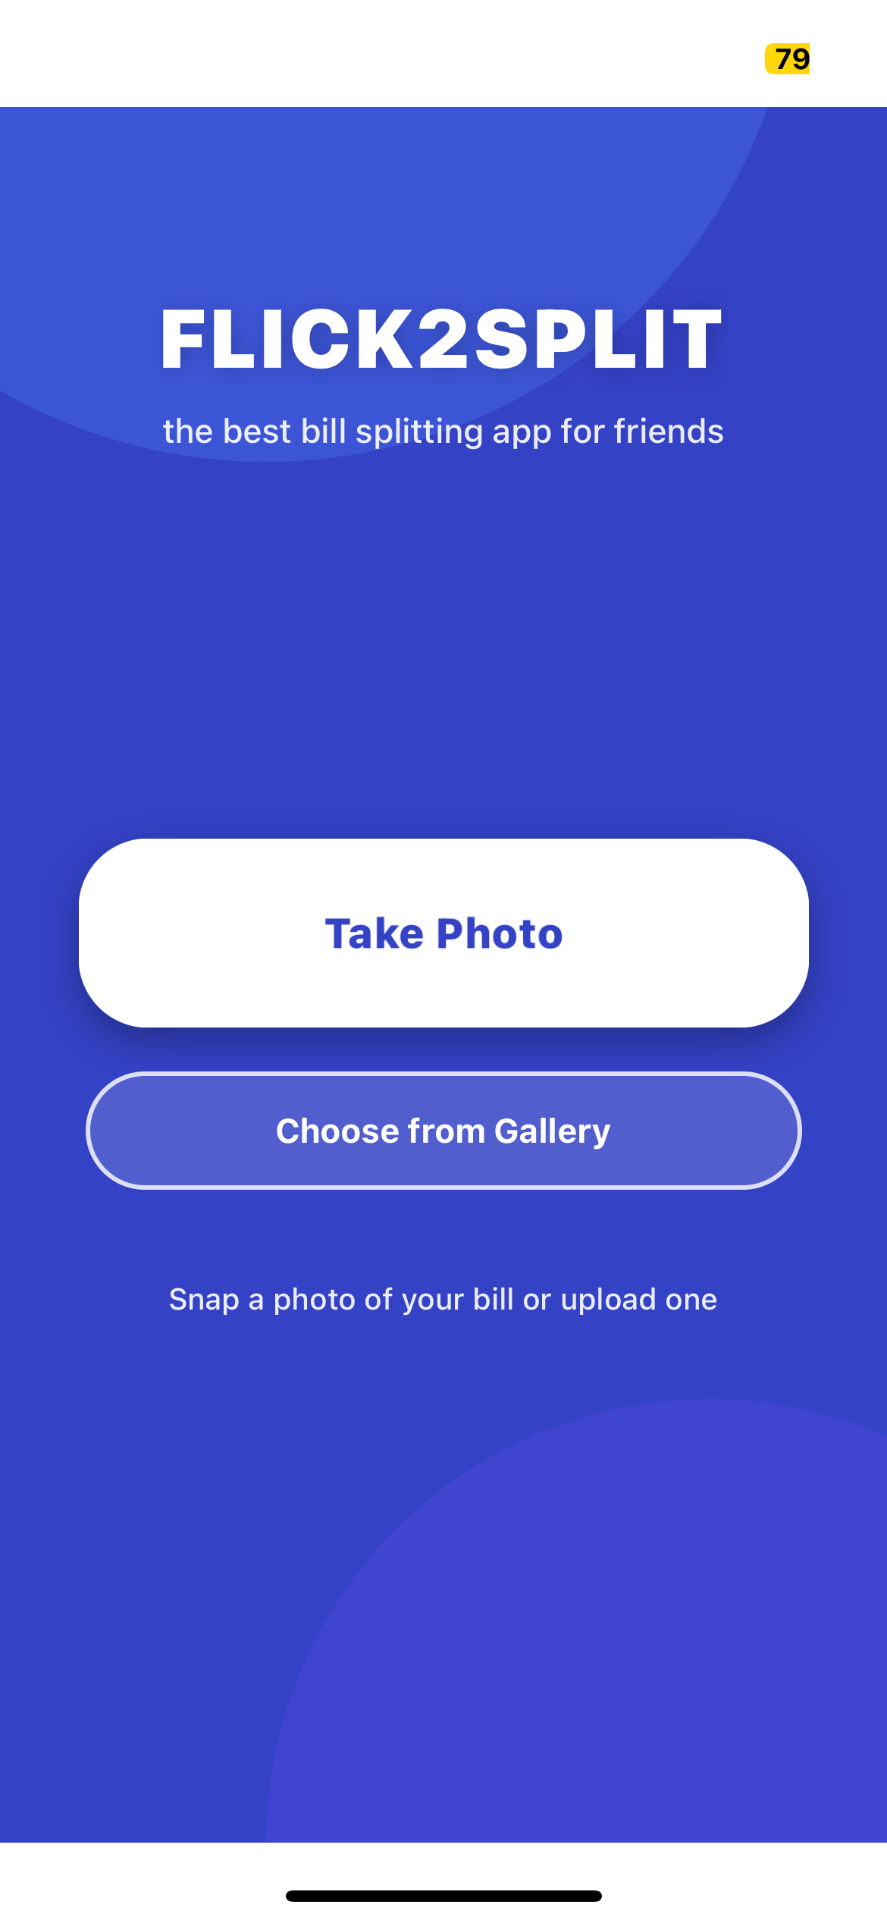 79
FLICK2SPLIT
the best bill splitting app for friends
Take Photo
Choose from Gallery
Snap a photo of your bill or upload one